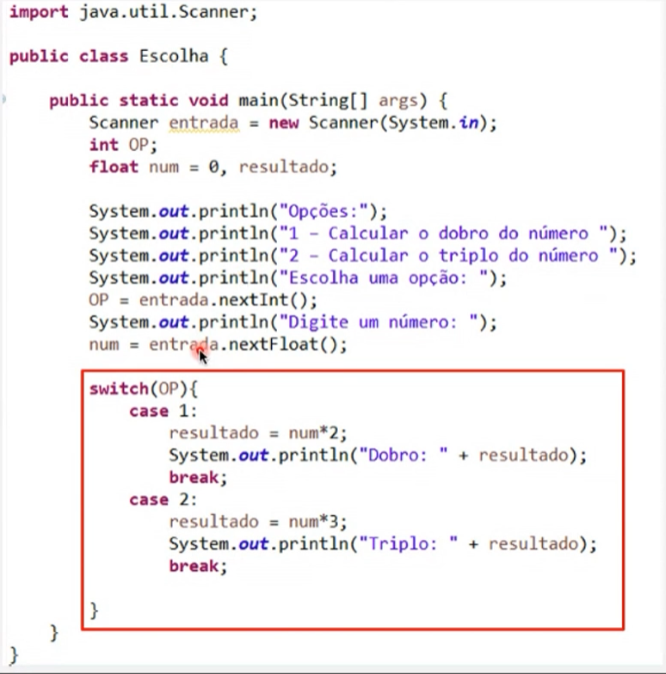 import java.util.Scanner;
public class Escolha {
public static void main(String[] args) {
Scanner entrada = new Scanner(System.in);
int OP;
float num = 0, resultado;
System.out.println("Opções:");
System.out.println("1 - Calcular o dobro do número ");
System.out.println("2 - Calcular o triplo do número ");
System.out.println("Escolha uma opção: ");
OP = entrada.nextInt();
System.out.println("Digite um número: ");
num = entrada.nextFloat();
switch(OP){
case 1:
resultado = num*2;
System.out.println("Dobro: " + resultado);
break;
case 2:
resultado = num*3;
System.out.println("Triplo: " + resultado);
break;
}
}
}